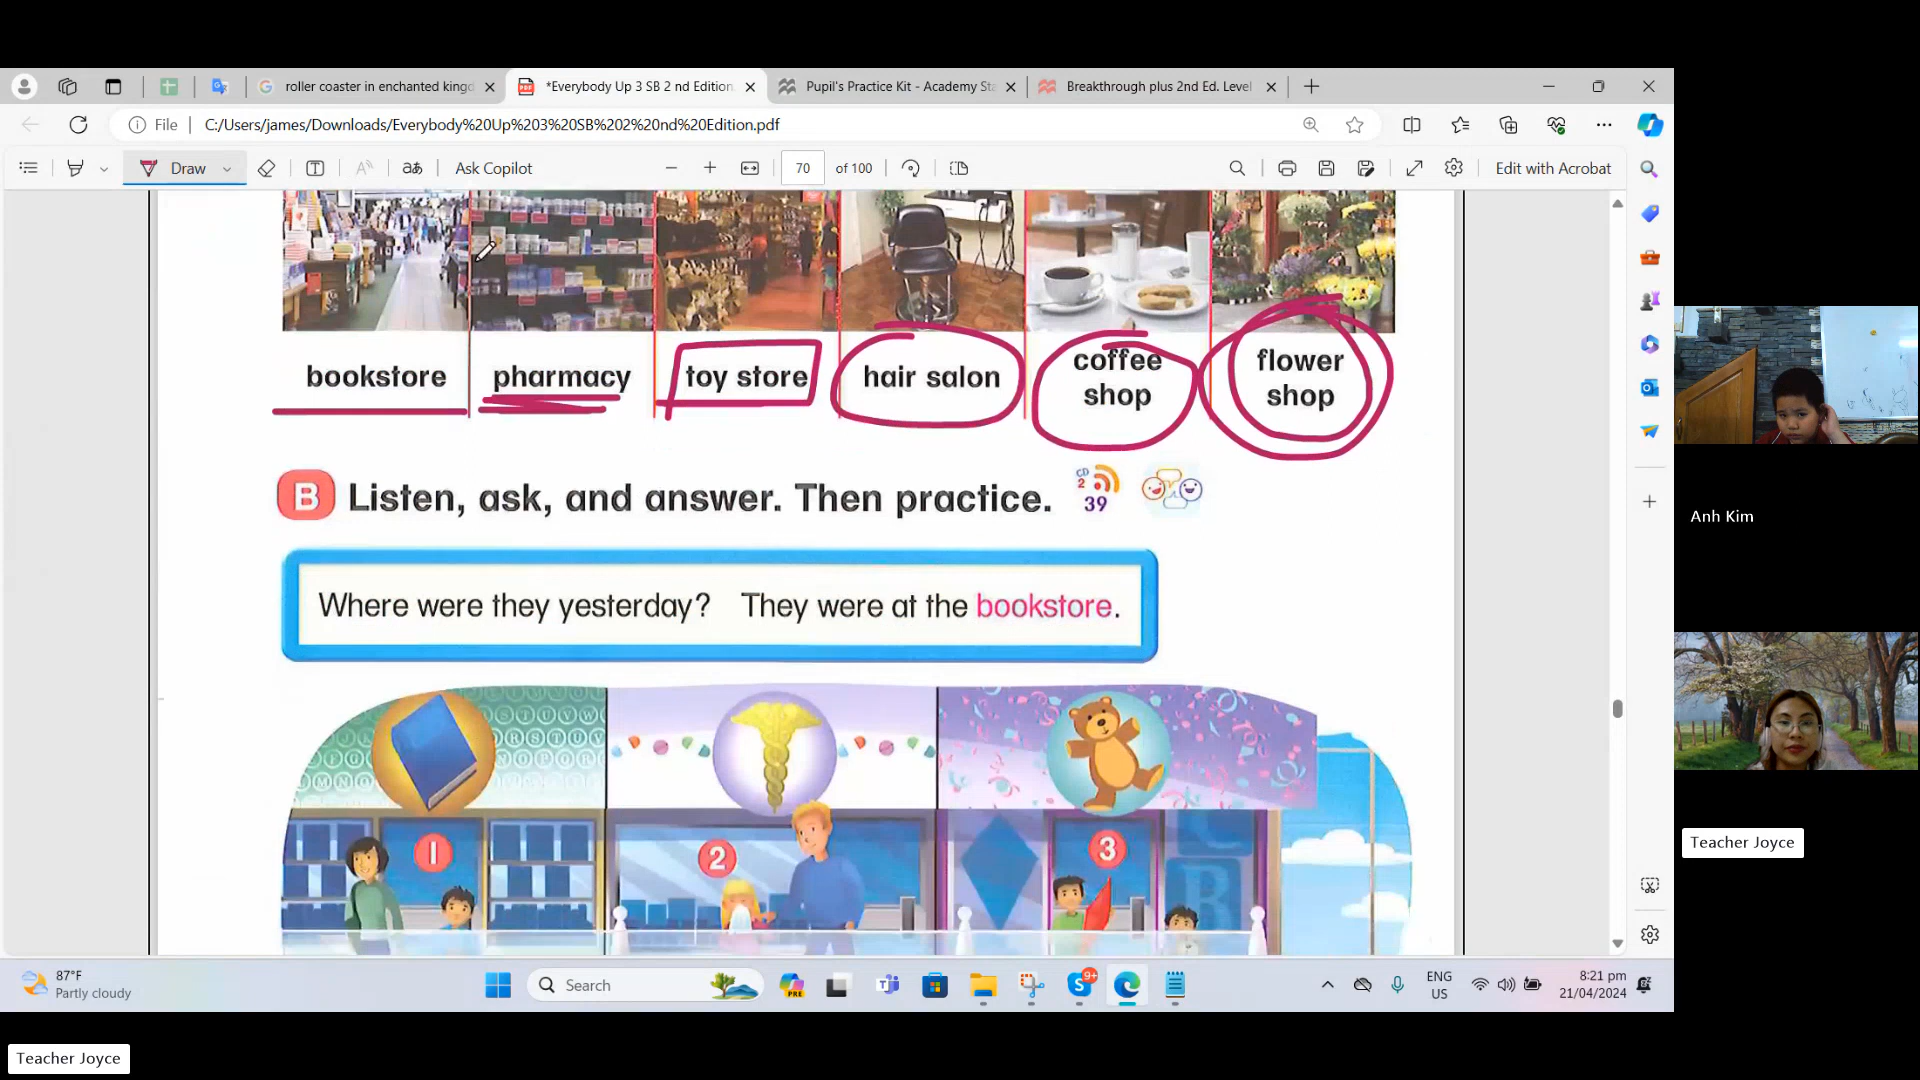 roller coaster in enchanted kingd
*Everybody Up 3 SB 2 nd Edition.
Pupil's Practice Kit - Academy Sta
Breakthrough plus 2nd Ed. Level
File
C:/Users/james/Downloads/Everybody%20Up%203%20SB%202%20nd%20Edition.pdf
Draw
Ask Copilot
70
of 100
Edit with Acrobat
bookstore
pharmacy
toy store
hair salon
coffee
shop
flower
shop
B Listen, ask, and answer. Then practice.
CD
2
39
Where were they yesterday? They were at the bookstore.
1
2
3
Anh Kim
Teacher Joyce
87°F
Partly cloudy
Search
PRE
9+
ENG
US
8:21 pm
21/04/2024
Teacher Joyce